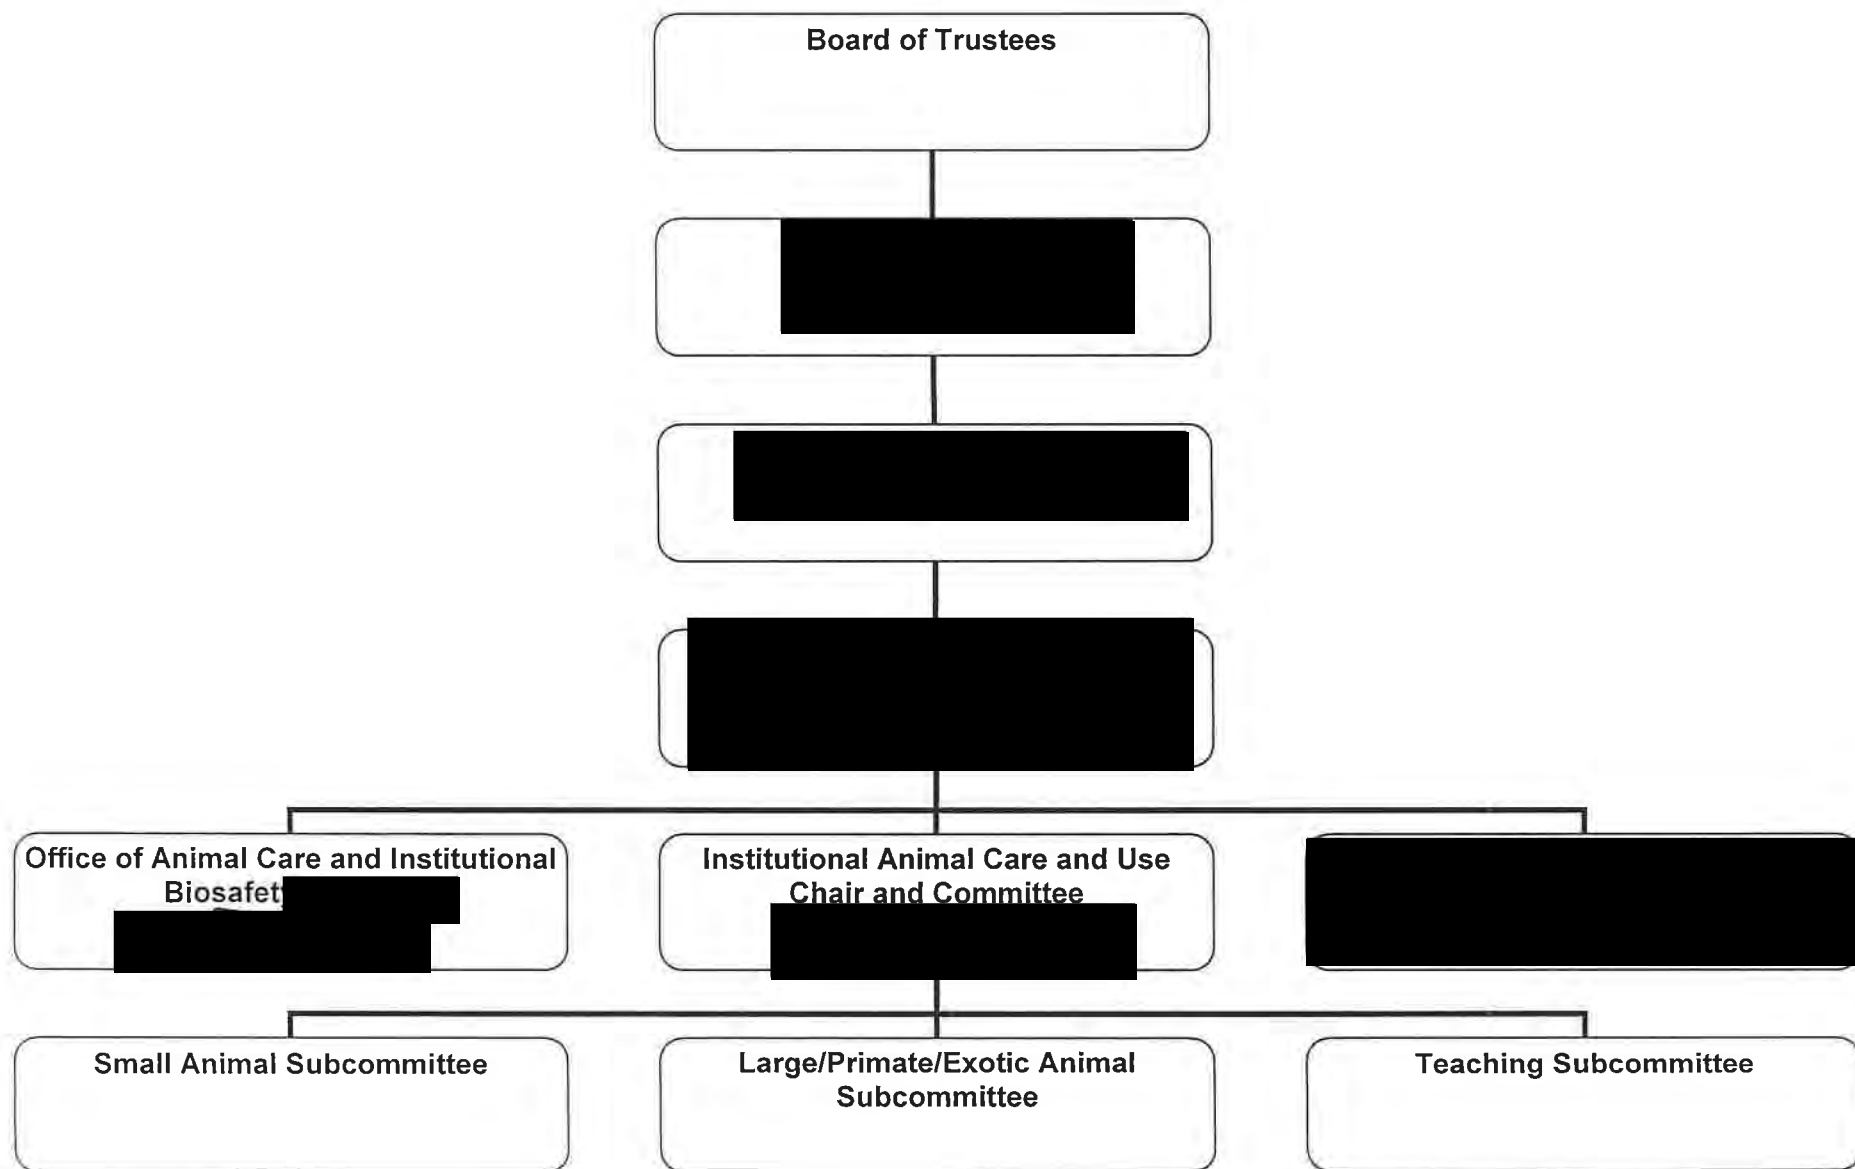 Board of Trustees
Office of Animal Care and Institutional
Biosafety
Institutional Animal Care and Use
Chair and Committee
Small Animal Subcommittee
Large/Primate/Exotic Animal
Subcommittee
Teaching Subcommittee